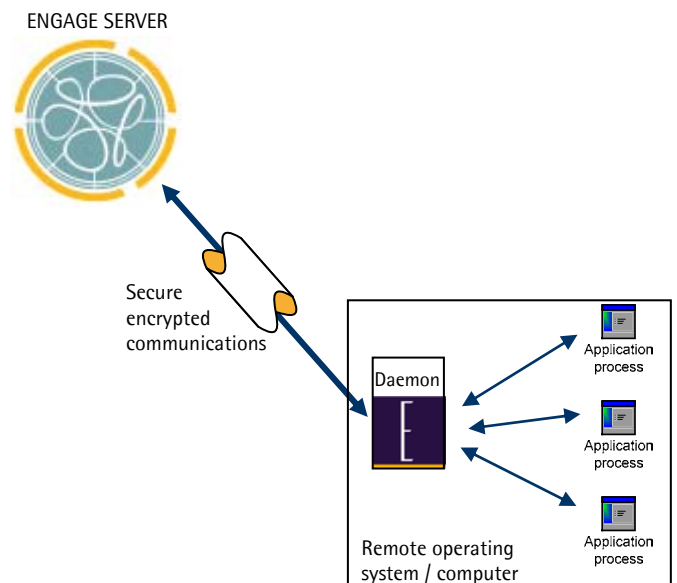 ENGAGE SERVER
Secure
encrypted
communications
Daemon
E
Application
process
Application
process
Application
process
Remote operating
system / computer